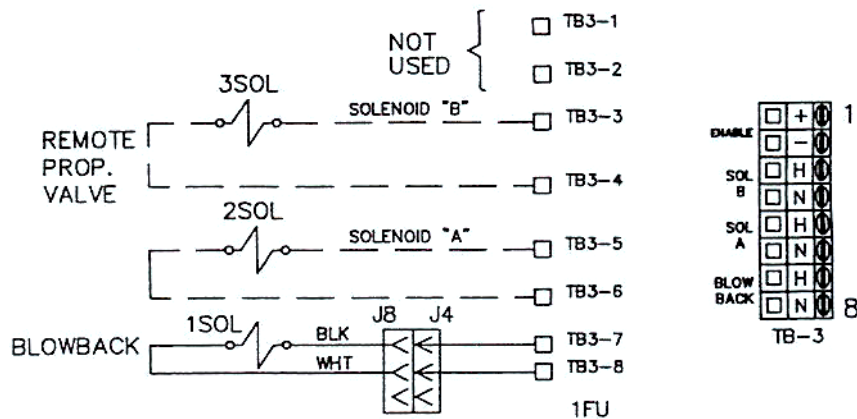 NOT
USED
TB3-1
TB3-2
3SOL
SOLENOID "B"
TB3-3
REMOTE
PROP.
VALVE
TB3-4
2SOL
SOLENOID "A"
TB3-5
TB3-6
1SOL
J8 J4
BLOWBACK
BLK
TB3-7
WHT
TB3-8
1FU
ENABLE
+
1
−
SOL
B
H
N
SOL
A
H
N
BLOW
BACK
H
N
8
TB-3